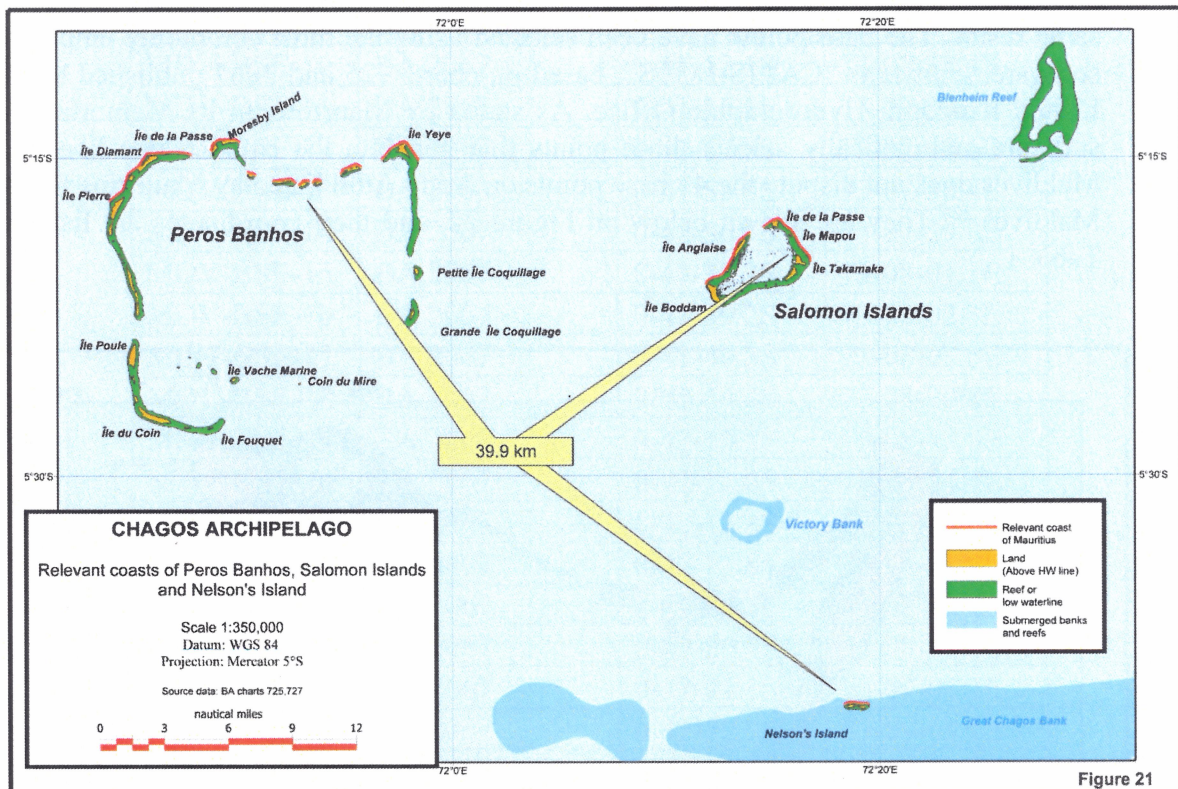 72°0'E
72°20'E
Blenheim Reef
Moresby Island
Île de la Passe
Île Diamant
Île Yeye
5°15'S
5°15'S
Île Pierre
Peros Banhos
Île de la Passe
Île Mapou
Île Anglaise
Île Takamaka
Petite Île Coquillage
Île Boddam
Salomon Islands
Grande Île Coquillage
Île Poule
Île Vache Marine
Coin du Mire
Île du Coin
Île Fouquet
39.9 km
5°30'S
5°30'S
Victory Bank
CHAGOS ARCHIPELAGO
Relevant coasts of Peros Banhos, Salomon Islands
and Nelson's Island
Scale 1:350,000
Datum: WGS 84
Projection: Mercator 5°S
Source data: BA charts 725,727
nautical miles
0 3 6 9 12
Relevant coast
of Mauritius
Land
(Above HW line)
Reef or
low waterline
Submerged banks
and reefs
Nelson's Island
Great Chagos Bank
72°0'E
72°20'E
Figure 21